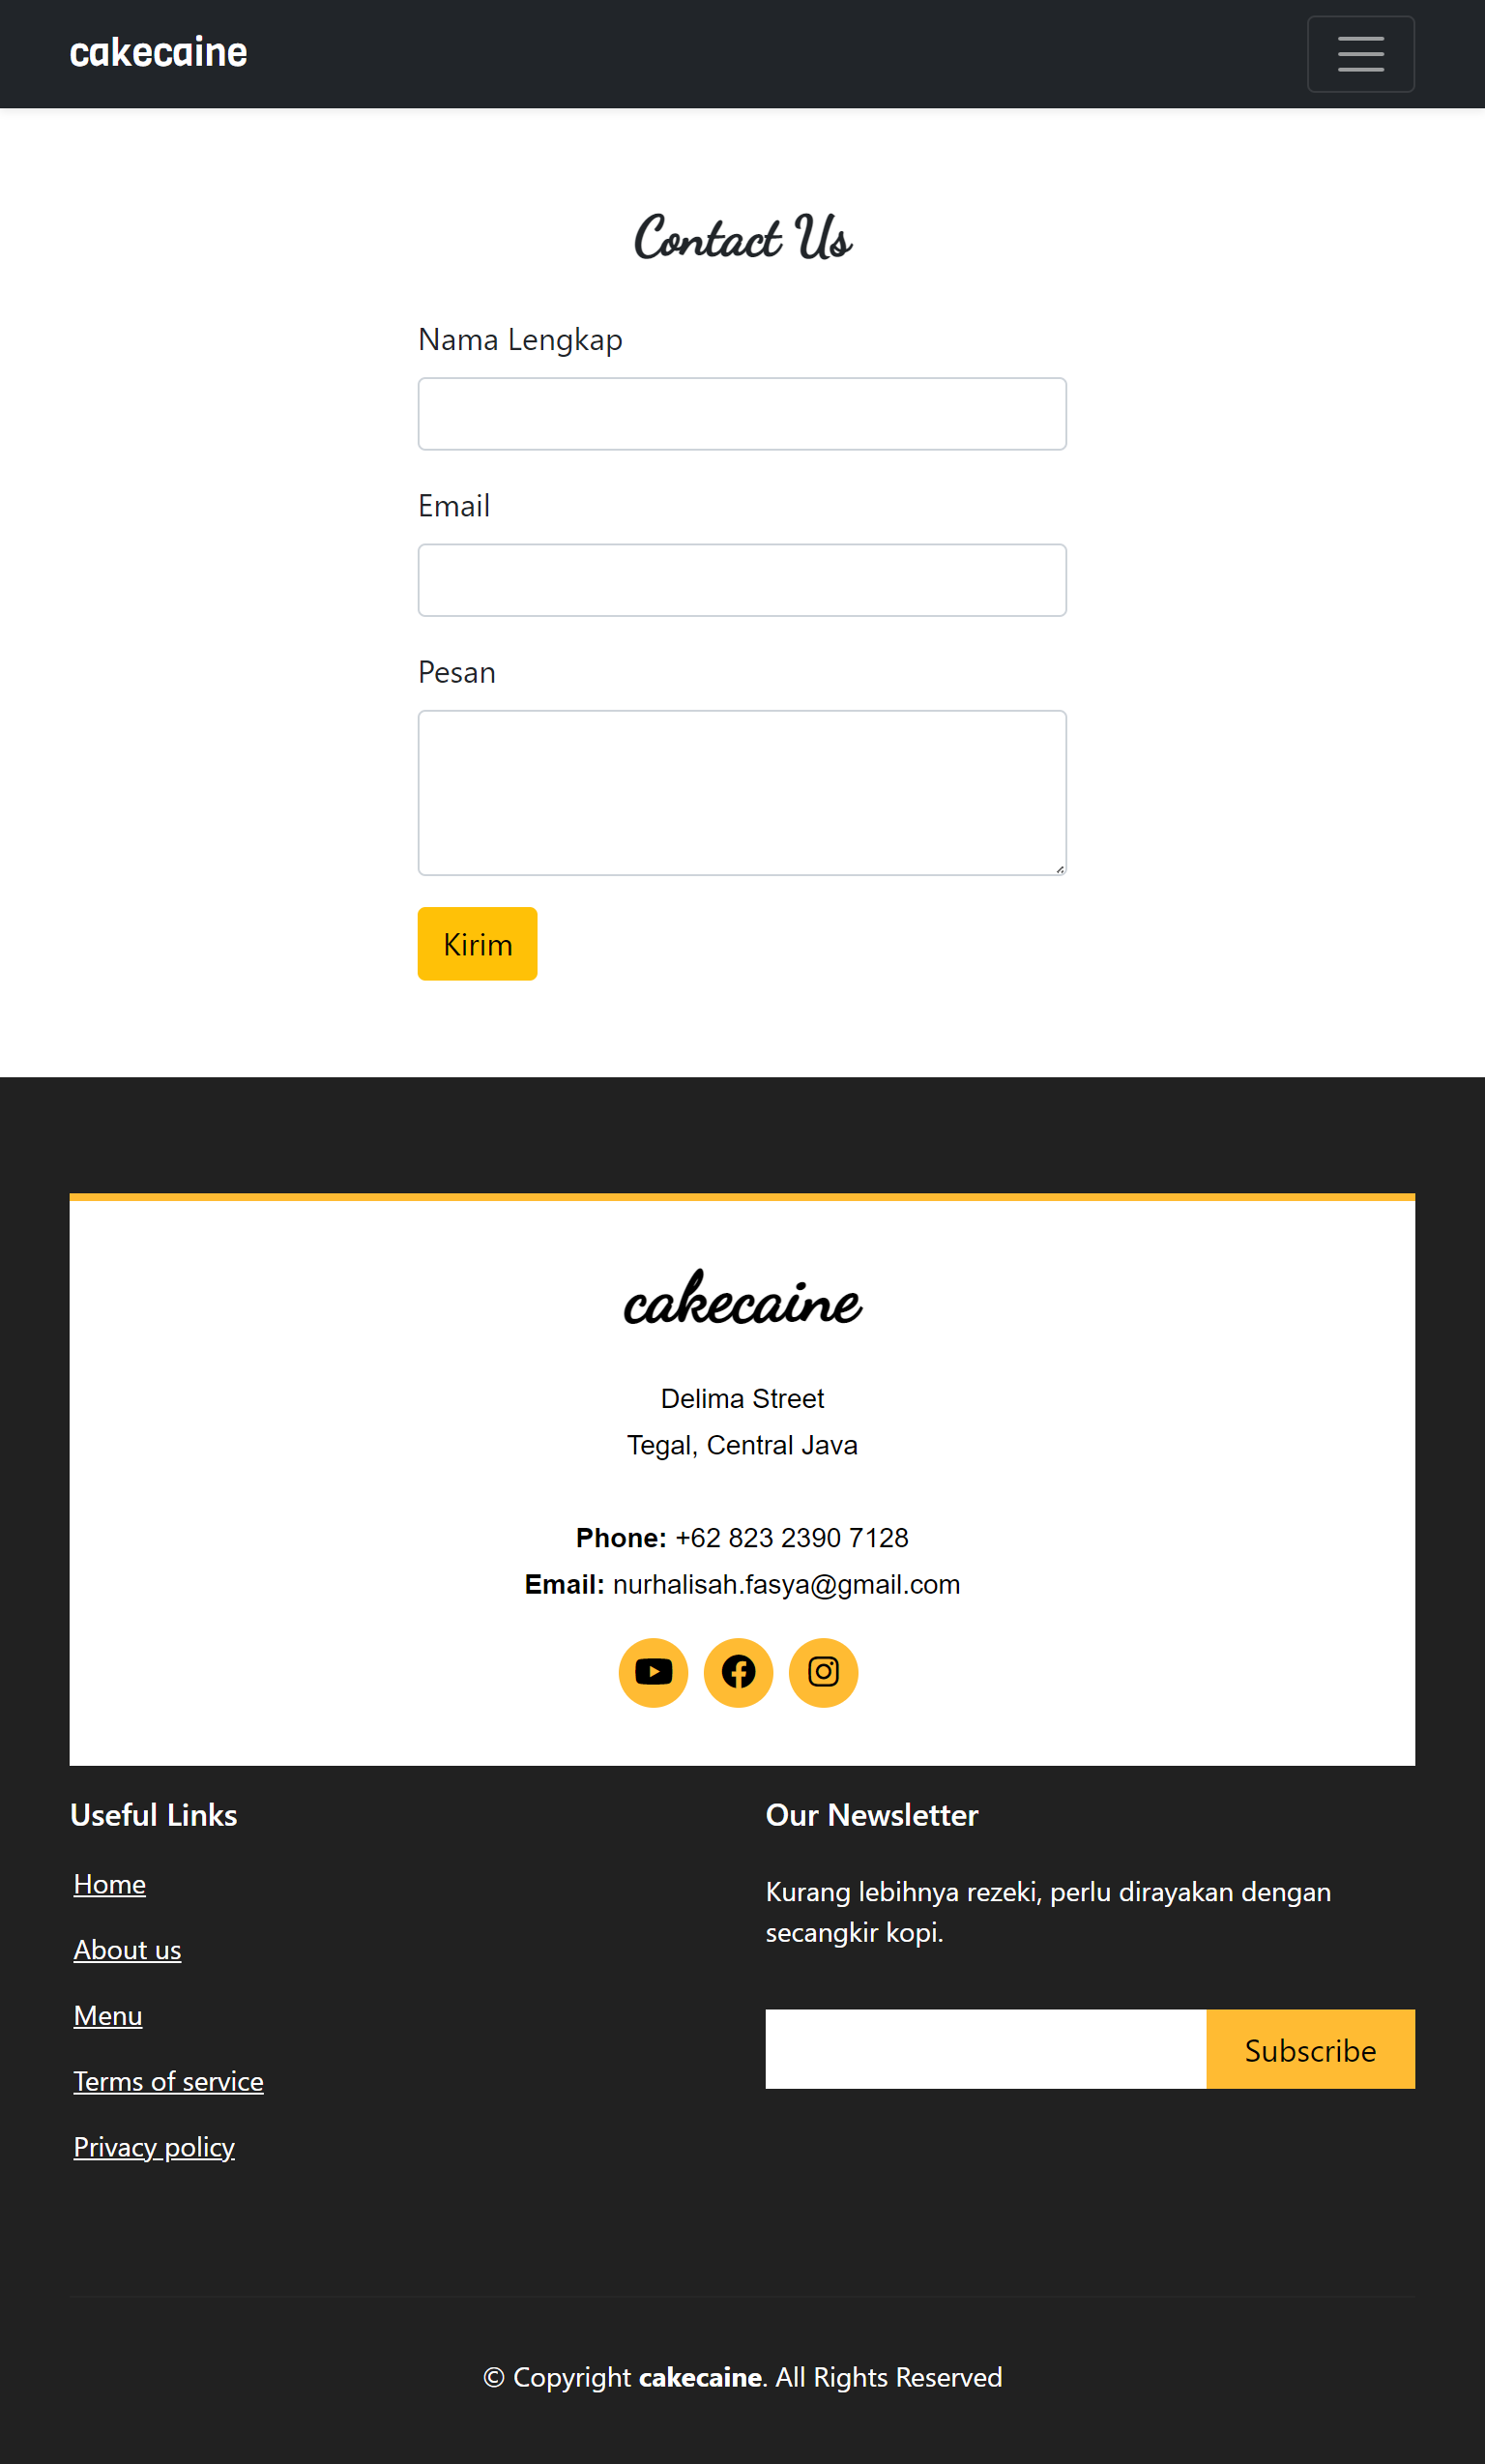 cakecaine
Contact Us
Nama Lengkap
Email
Pesan
Kirim
cakecaine
Delima Street
Tegal, Central Java
Phone: +62 823 2390 7128
Email: nurhalisah.fasya@gmail.com
Useful Links
Home
About us
Menu
Terms of service
Privacy policy
Our Newsletter
Kurang lebihnya rezeki, perlu dirayakan dengan
secangkir kopi.
Subscribe
© Copyright cakecaine. All Rights Reserved